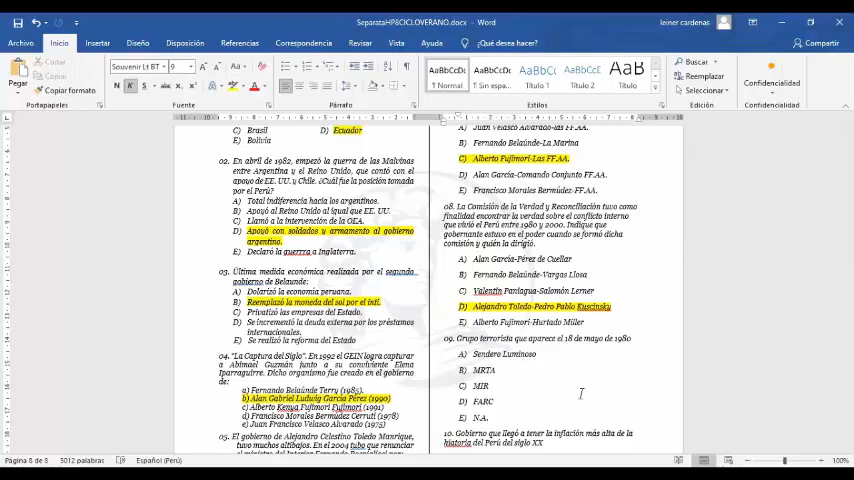 SeparataHP8CICLOVERANO.docx - Word
leiner cardenas
Archivo Inicio Insertar Diseño Disposición Referencias Correspondencia Revisar Vista Ayuda ¿Qué desea hacer? Compartir
Pegar
Cortar
Copiar
Copiar formato
Portapapeles
Souvenir Lt BT 9
N K S
Fuente
Párrafo
AaBbCcDc AaBbCcDc AaBbCc AaBbCcD AaB
¶ Normal ¶ Sin espa... Título 1 Título 2 Título
Estilos
Buscar
Reemplazar
Seleccionar
Edición
Confidencialidad
Confidencialidad
C) Brasil D) Ecuador
E) Bolivia
02. En abril de 1982, empezó la guerra de las Malvinas
entre Argentina y el Reino Unido, que contó con el
apoyo de EE. UU. y Chile. ¿Cuál fue la posición tomada
por el Perú?
A) Total indiferencia hacia los argentinos.
B) Apoyó al Reino Unido al igual que EE. UU.
C) Llamó a la intervención de la OEA.
D) Apoyó con soldados y armamento al gobierno
argentino.
E) Declaró la guerrra a Inglaterra.
03. Última medida económica realizada por el segundo
gobierno de Belaunde:
A) Dolarizó la economía peruana.
B) Reemplazó la moneda del sol por el inti.
C) Privatizó las empresas del Estado.
D) Se incrementó la deuda externa por los préstamos
internacionales.
E) Se realizó la reforma del Estado
04. "La Captura del Siglo". En 1992 el GEIN logra capturar
a Abimael Guzmán junto a su conviviente Elena
Iparraguirre. Dicho organismo fue creado en el gobierno
de:
a) Fernando Belaúnde Terry (1985).
b) Alan Gabriel Ludwig García Pérez (1990)
c) Alberto Kenya Fujimori Fujimori (1991)
d) Francisco Morales Bermúdez Cerruti (1978)
e) Juan Francisco Velasco Alvarado (1975)
05. El gobierno de Alejandro Celestino Toledo Manrique,
tuvo muchos altibajos. En el 2004 tubo que renunciar
A) Juan Velasco Alvarado-las FF.AA.
B) Fernando Belaúnde-La Marina
C) Alberto Fujimori-Las FF.AA.
D) Alan García-Comando Conjunto FF.AA.
E) Francisco Morales Bermúdez-FF.AA.
08. La Comisión de la Verdad y Reconciliación tuvo como
finalidad encontrar la verdad sobre el conflicto interno
que vivió el Perú entre 1980 y 2000. Indique que
gobernante estaba en el poder cuando se formó dicha
comisión y quién la dirigió.
A) Alan García-Pérez de Cuellar
B) Fernando Belaúnde-Vargas Llosa
C) Valentín Paniagua-Salomón Lerner
D) Alejandro Toledo-Pedro Pablo Kuscinsky
E) Alberto Fujimori-Hurtado Miller
09. Grupo terrorista que aparece el 18 de mayo de 1980
A) Sendero Luminoso
B) MRTA
C) MIR
D) FARC
E) N.A.
10. Gobierno que llegó a tener la inflación más alta de la
historia del Perú del siglo XX
Página 8 de 8 5012 palabras Español (Perú) 100%